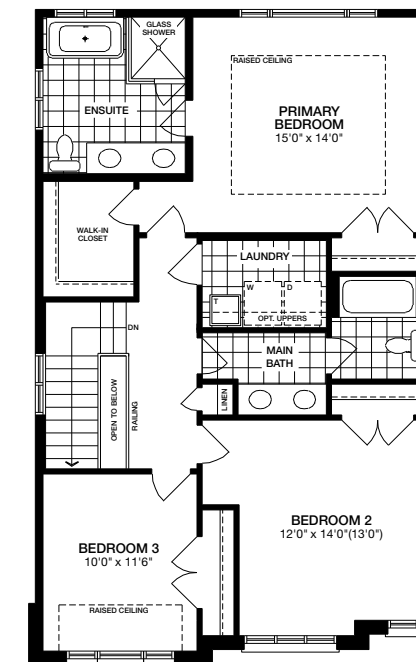 GLASS
SHOWER
ENSUITE
RAISED CEILING
PRIMARY
BEDROOM
15'0" x 14'0"
WALK-IN
CLOSET
LAUNDRY
W
D
T
OPT. UPPERS
DN
MAIN
BATH
OPEN TO BELOW
RAILING
LINEN
BEDROOM 2
12'0" x 14'0"(13'0")
BEDROOM 3
10'0" x 11'6"
RAISED CEILING